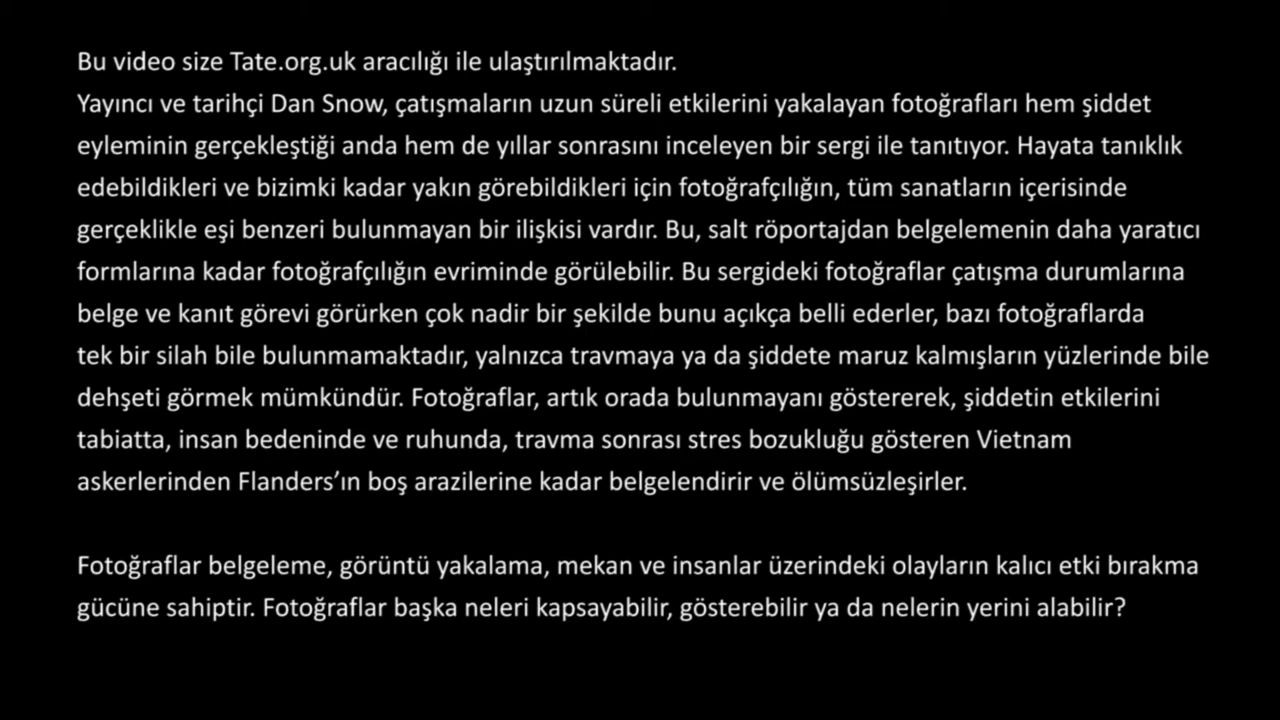 Bu video size Tate.org.uk aracılığı ile ulaştırılmaktadır.
Yayıncı ve tarihçi Dan Snow, çatışmaların uzun süreli etkilerini yakalayan fotoğrafları hem şiddet
eyleminin gerçekleştiği anda hem de yıllar sonrasını inceleyen bir sergi ile tanıtıyor. Hayata tanıklık
edebildikleri ve bizimki kadar yakın görebildikleri için fotoğrafçılığın, tüm sanatların içerisinde
gerçeklikle eşi benzeri bulunmayan bir ilişkisi vardır. Bu, salt röportajdan belgelemenin daha yaratıcı
formlarına kadar fotoğrafçılığın evriminde görülebilir. Bu sergideki fotoğraflar çatışma durumlarına
belge ve kanıt görevi görürken çok nadir bir şekilde bunu açıkça belli ederler, bazı fotoğraflarda
tek bir silah bile bulunmamaktadır, yalnızca travmaya ya da şiddete maruz kalmışların yüzlerinde bile
dehşeti görmek mümkündür. Fotoğraflar, artık orada bulunmayanı göstererek, şiddetin etkilerini
tabiatta, insan bedeninde ve ruhunda, travma sonrası stres bozukluğu gösteren Vietnam
askerlerinden Flanders’ın boş arazilerine kadar belgelendirir ve ölümsüzleşirler.
Fotoğraflar belgeleme, görüntü yakalama, mekan ve insanlar üzerindeki olayların kalıcı etki bırakma
gücüne sahiptir. Fotoğraflar başka neleri kapsayabilir, gösterebilir ya da nelerin yerini alabilir?